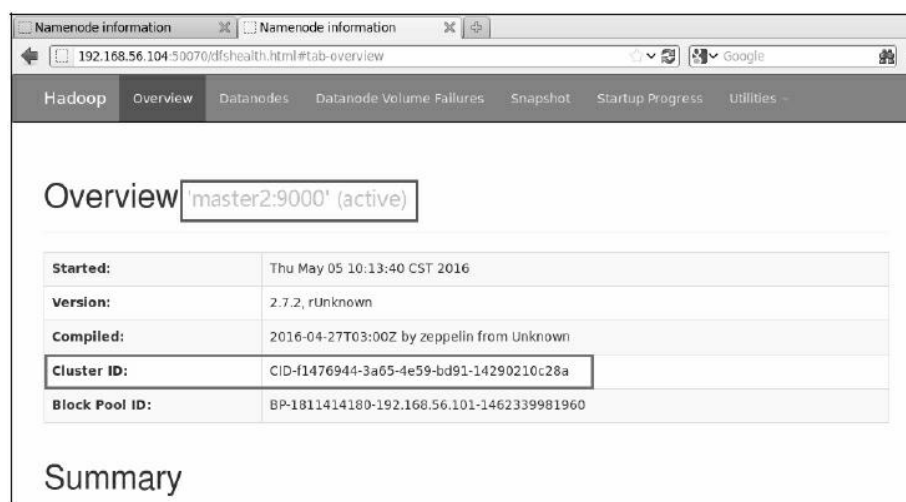 Namenode information Namenode information
192.168.56.104:50070/dfshealth.html#tab-overview Google
Hadoop Overview Datanodes Datanode Volume Failures Snapshot Startup Progress Utilities
Overview 'master2:9000' (active)
Started: Thu May 05 10:13:40 CST 2016
Version: 2.7.2, rUnknown
Compiled: 2016-04-27T03:00Z by zeppelin from Unknown
Cluster ID: CID-f1476944-3a65-4e59-bd91-14290210c28a
Block Pool ID: BP-1811414180-192.168.56.101-1462339981960
Summary